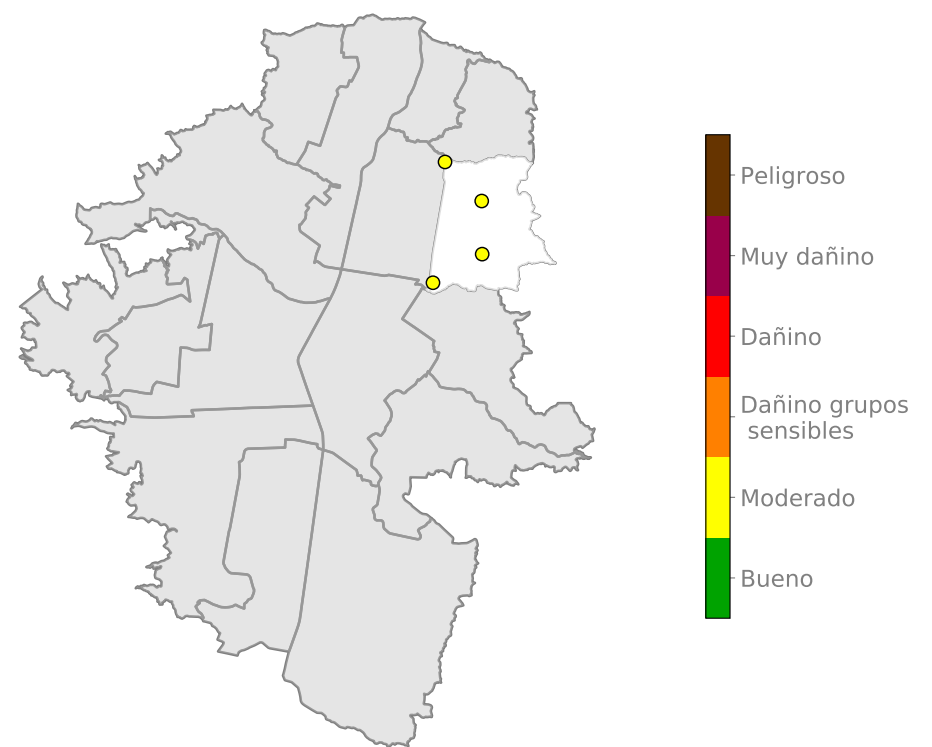 Peligroso
Muy dañino
Dañino
Dañino grupos
sensibles
Moderado
Bueno